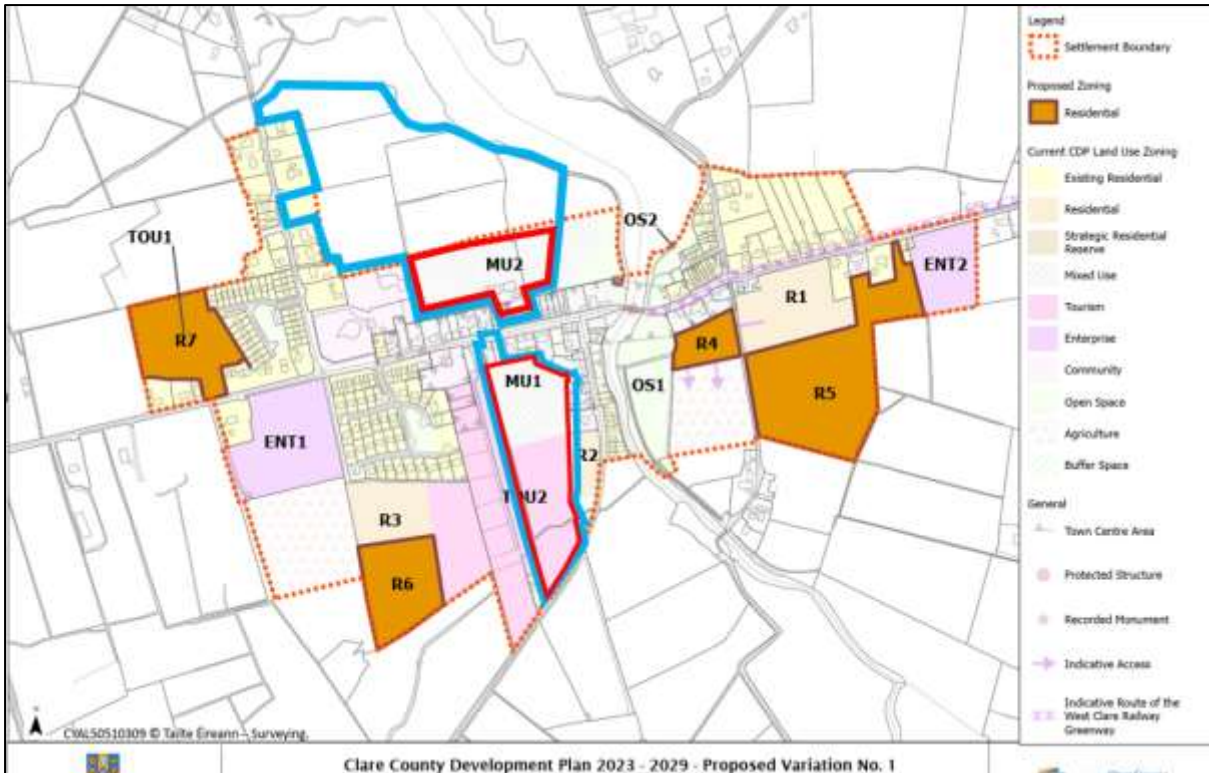 TOU1
R7
MU2
OS2
R1
ENT2
R4
MU1
OS1
R5
ENT1
R2
TOU2
R3
R6
CYAL50510309 © Tailte Éireann - Surveying.
Clare County Development Plan 2023 - 2029 - Proposed Variation No. 1
Legend
Settlement Boundary
Proposed Zoning
Residential
Current CDP Land Use Zoning
Existing Residential
Residential
Strategic Residential
Reserve
Mixed Use
Tourism
Enterprise
Community
Open Space
Agriculture
Buffer Space
General
Town Centre Area
Protected Structure
Recorded Monument
Indicative Access
Indicative Route of the
West Clare Railway
Greenway